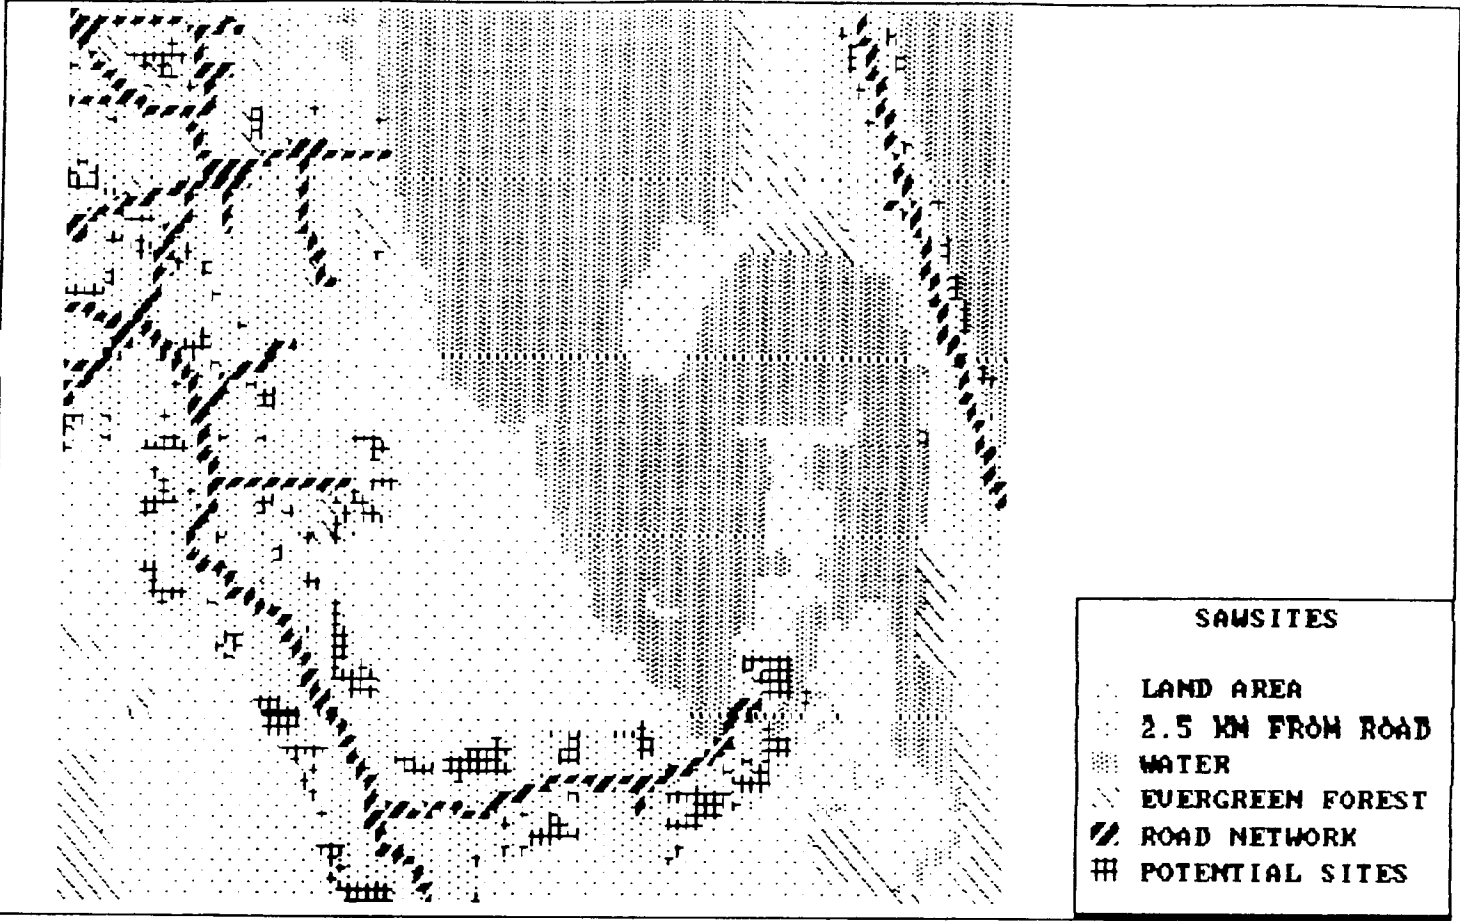 SAWSITES
LAND AREA
2.5 KM FROM ROAD
WATER
EVERGREEN FOREST
ROAD NETWORK
POTENTIAL SITES